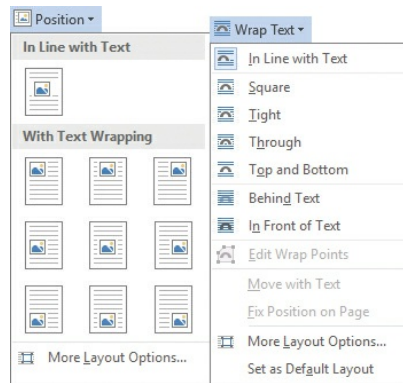 Position
In Line with Text
With Text Wrapping
More Layout Options...
Wrap Text
In Line with Text
Square
Tight
Through
Top and Bottom
Behind Text
In Front of Text
Edit Wrap Points
Move with Text
Fix Position on Page
More Layout Options...
Set as Default Layout